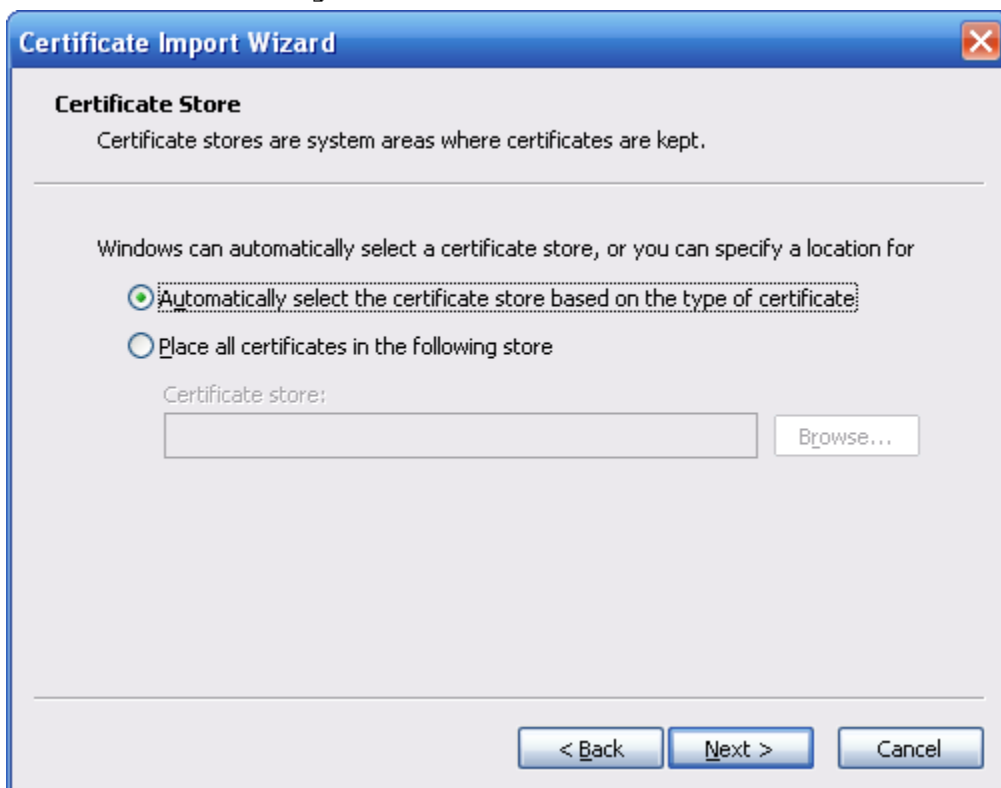 Certificate Import Wizard
Certificate Store
Certificate stores are system areas where certificates are kept.
Windows can automatically select a certificate store, or you can specify a location for
Automatically select the certificate store based on the type of certificate
Place all certificates in the following store
Certificate store:
Browse...
< Back
Next >
Cancel